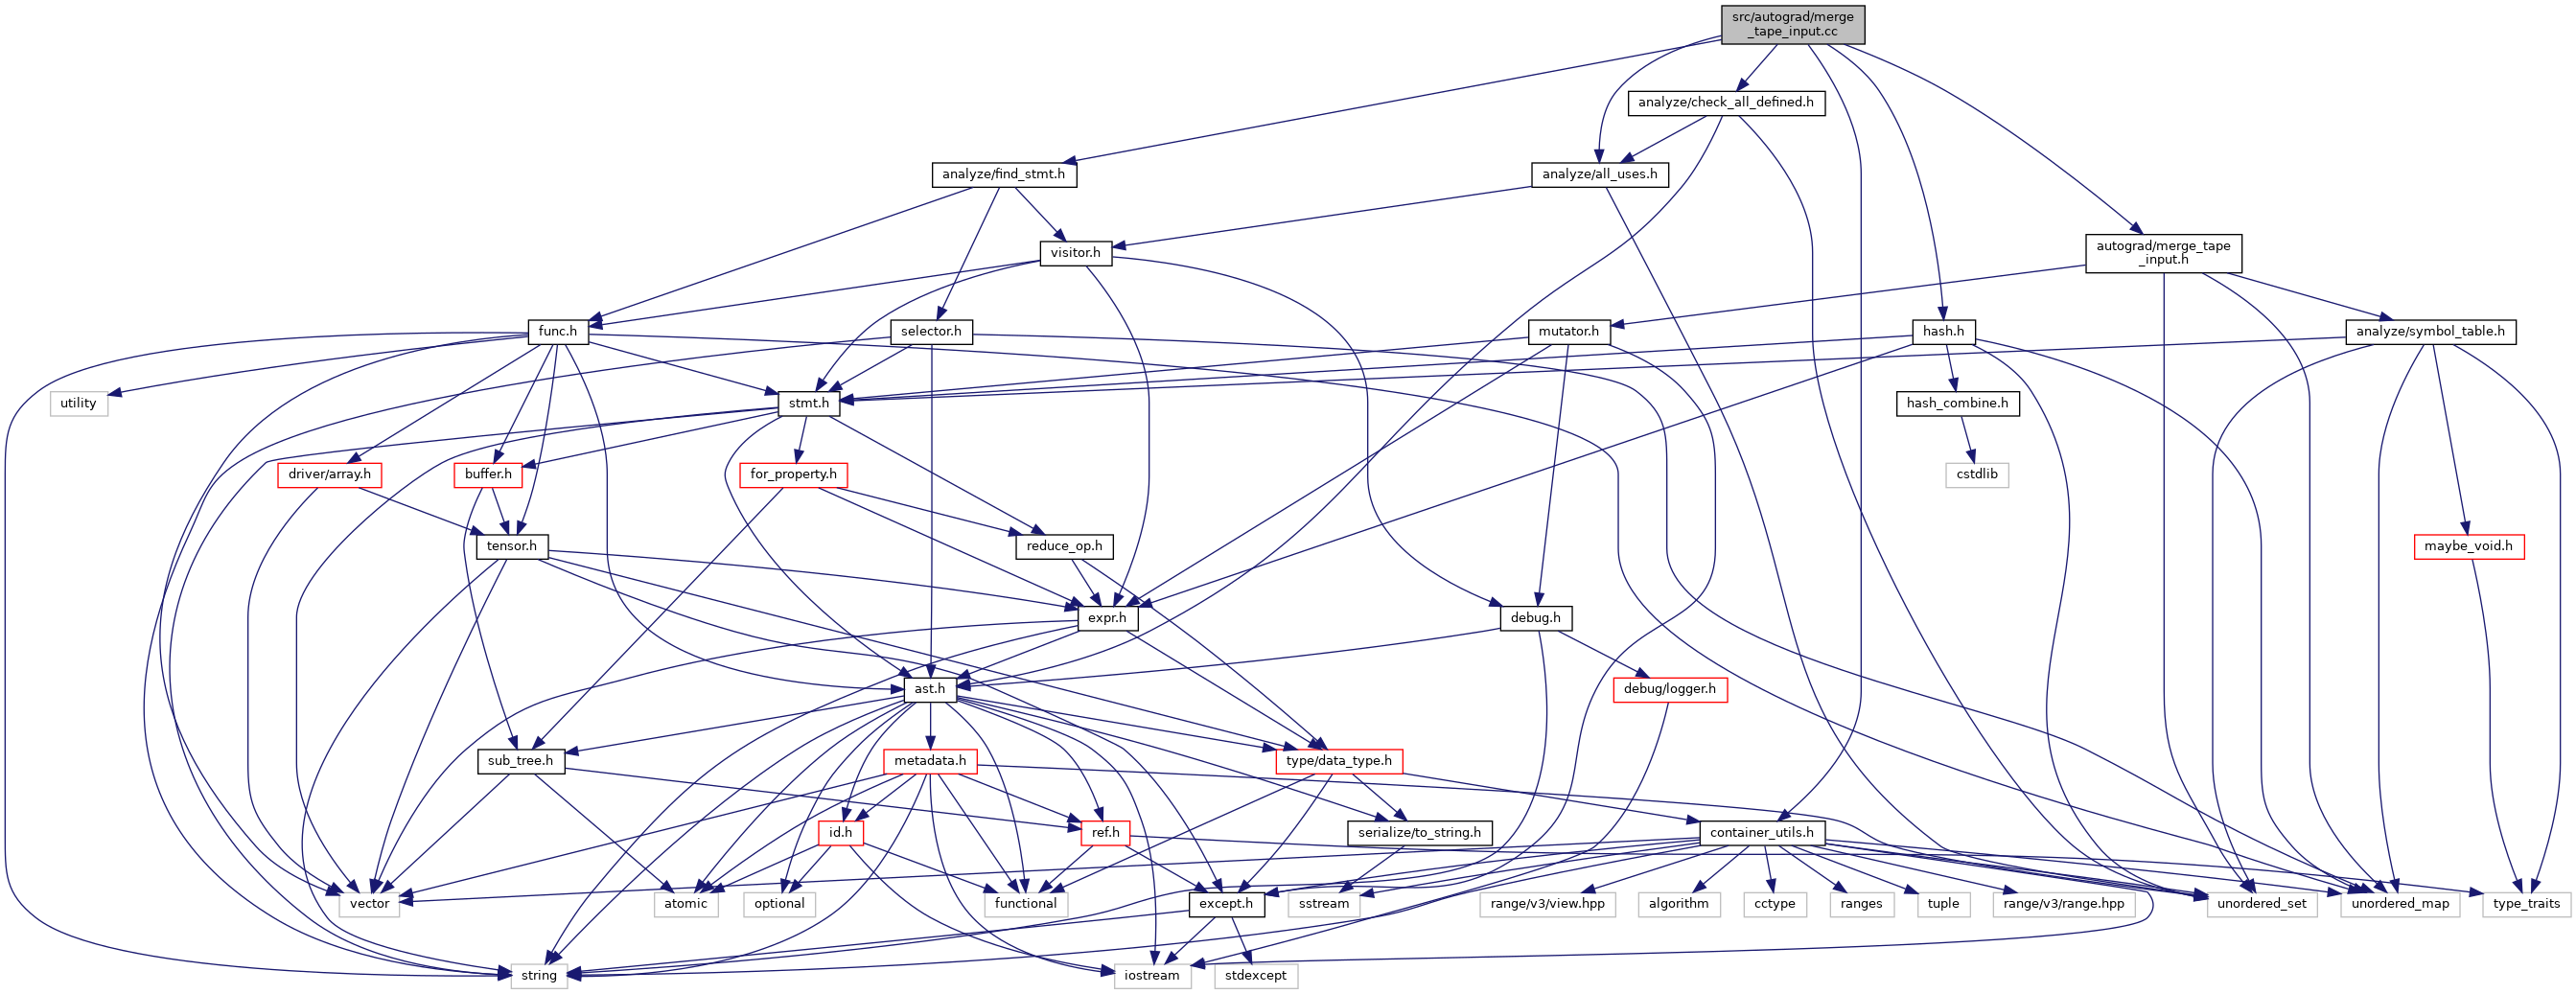 src/autograd/merge
_tape_input.cc
analyze/check_all_defined.h
analyze/find_stmt.h
analyze/all_uses.h
visitor.h
autograd/merge_tape
_input.h
func.h
selector.h
mutator.h
hash.h
analyze/symbol_table.h
utility
stmt.h
hash_combine.h
driver/array.h
buffer.h
for_property.h
cstdlib
tensor.h
reduce_op.h
maybe_void.h
expr.h
debug.h
ast.h
debug/logger.h
sub_tree.h
metadata.h
type/data_type.h
id.h
ref.h
serialize/to_string.h
container_utils.h
vector
atomic
optional
functional
except.h
sstream
range/v3/view.hpp
algorithm
cctype
ranges
tuple
range/v3/range.hpp
unordered_set
unordered_map
type_traits
string
iostream
stdexcept